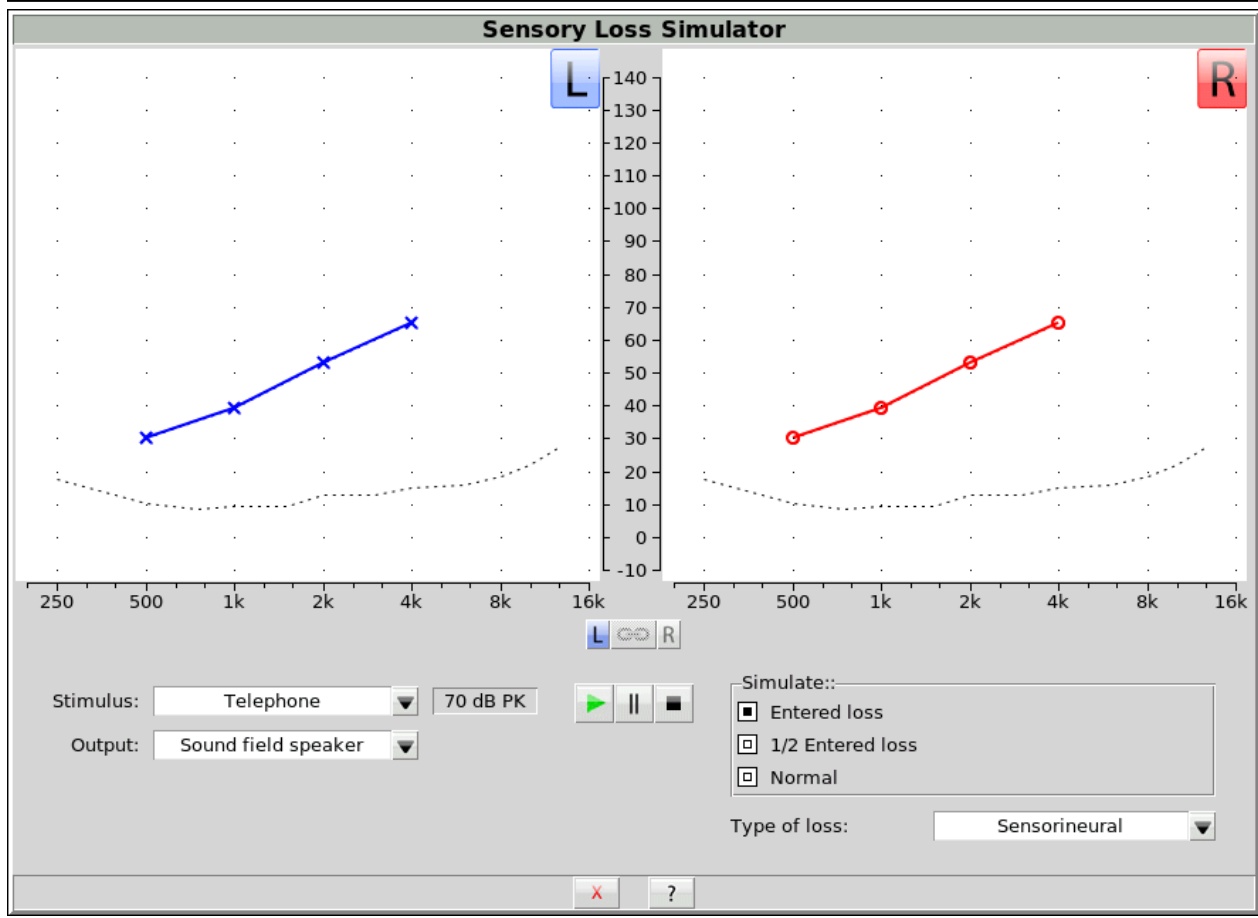 Sensory Loss Simulator
L
R
140
130
120
110
100
90
80
70
60
50
40
30
20
10
0
-10
250 500 1k 2k 4k 8k 16k
250 500 1k 2k 4k 8k 16k
L R
Stimulus: Telephone 70 dB PK
Output: Sound field speaker
Simulate::
Entered loss
1/2 Entered loss
Normal
Type of loss: Sensorineural
X ?